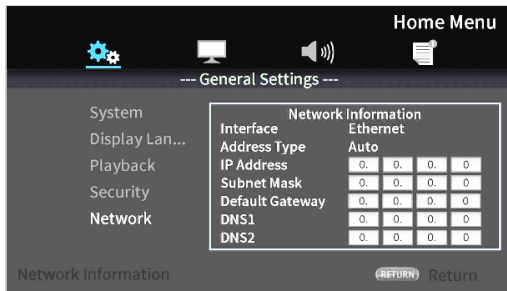 Home Menu
--- General Settings ---
System
Display Lan...
Playback
Security
Network
Network Information
Interface Ethernet
Address Type Auto
IP Address 0. 0. 0. 0
Subnet Mask 0. 0. 0. 0
Default Gateway 0. 0. 0. 0
DNS1 0. 0. 0. 0
DNS2 0. 0. 0. 0
Network Information
RETURN Return